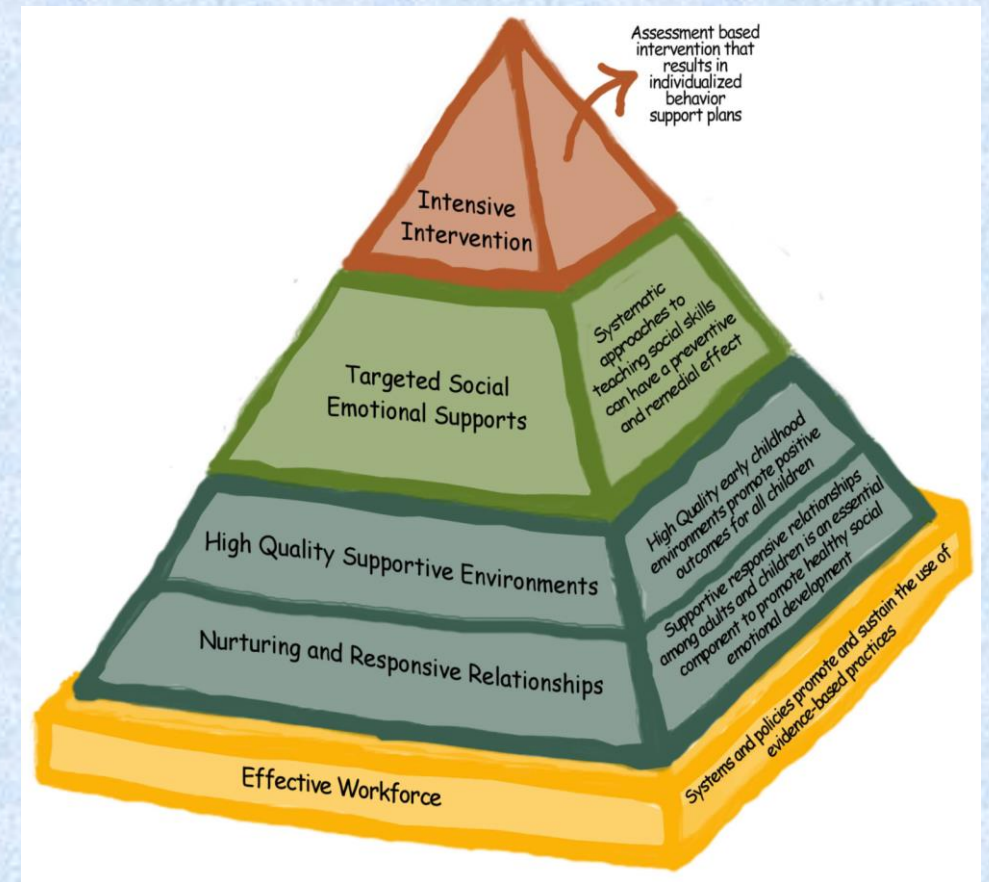 Assessment based
intervention that
results in
individualized
behavior
support plans
Intensive
Intervention
Systematic
approaches to
teaching social skills
can have a preventive
and remedial effect
Targeted Social
Emotional Supports
High Quality early childhood
environments promote positive
outcomes for all children
High Quality Supportive Environments
Supportive responsive relationships
among adults and children is an essential
component to promote healthy social
emotional development
Nurturing and Responsive Relationships
Systems and policies promote and sustain the use of
evidence-based practices
Effective Workforce